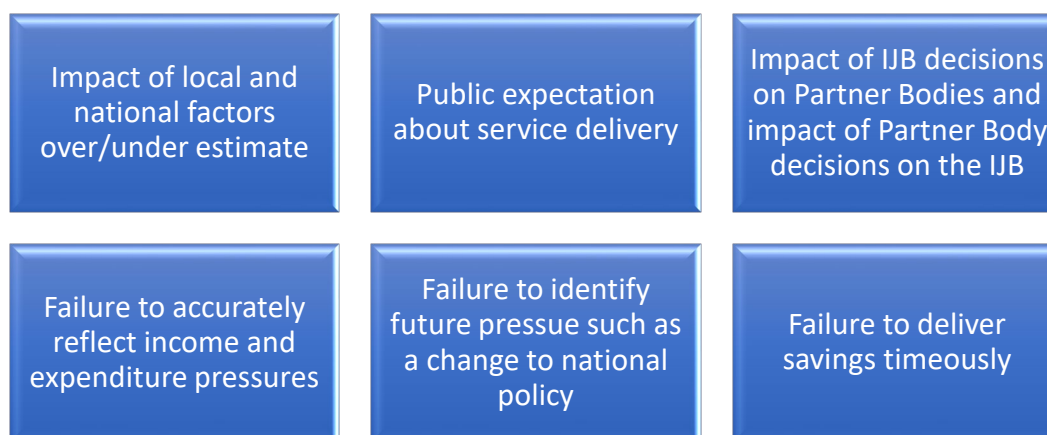 Impact of local and
national factors
over/under estimate
Public expectation
about service delivery
Impact of IJB decisions
on Partner Bodies and
impact of Partner Body
decisions on the IJB
Failure to accurately
reflect income and
expenditure pressures
Failure to identify
future pressue such as
a change to national
policy
Failure to deliver
savings timeously